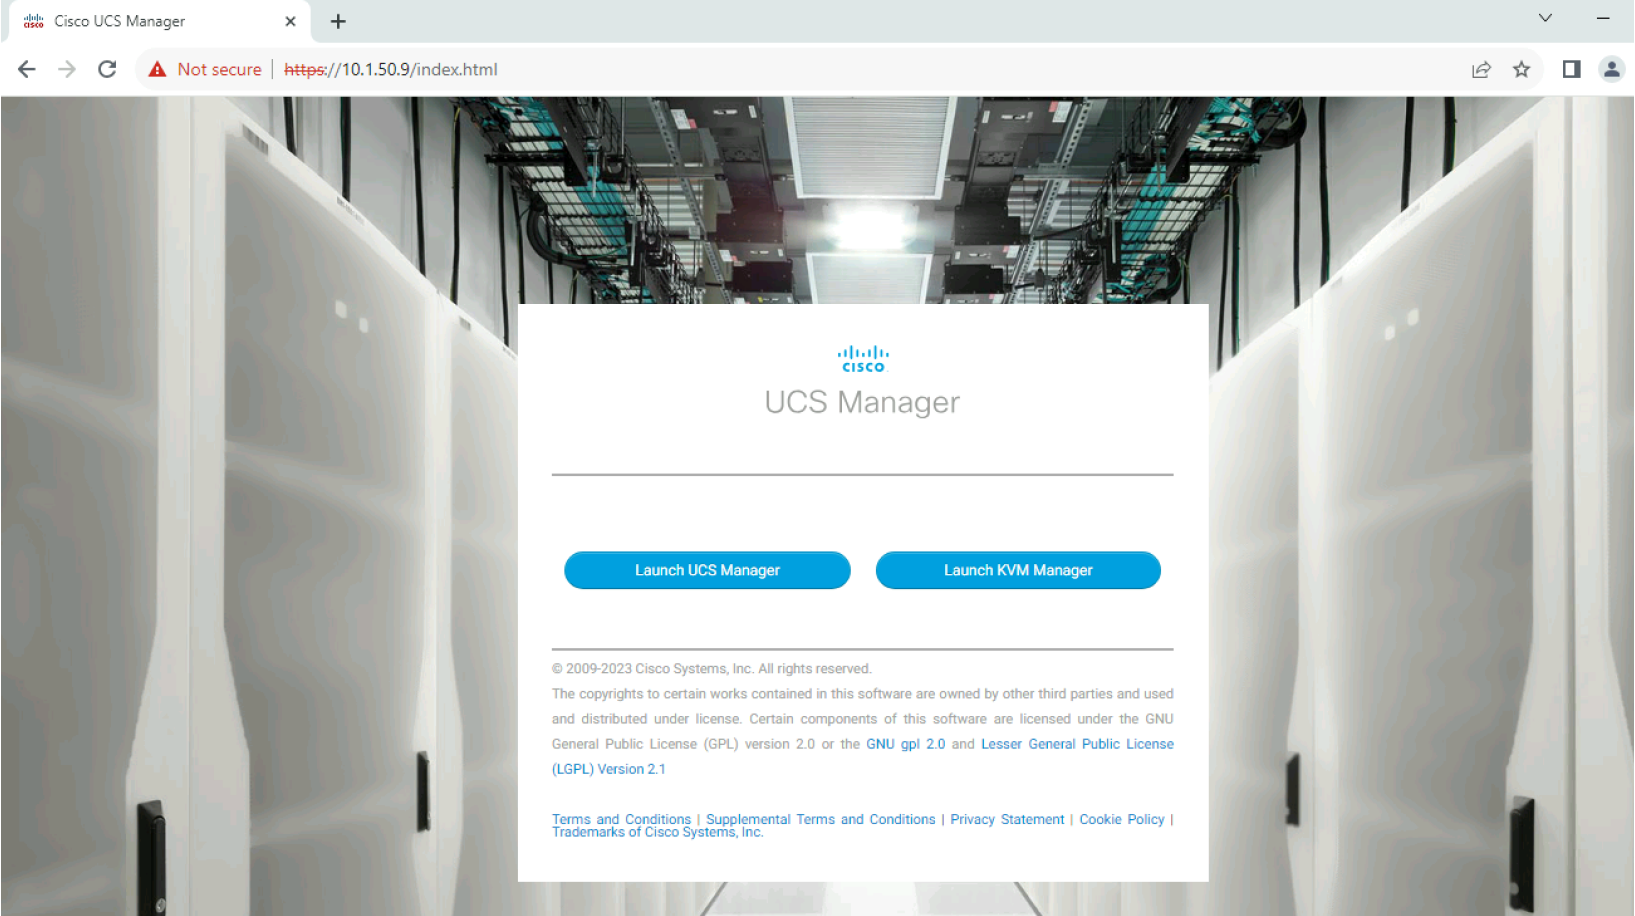 cisco Cisco UCS Manager
Not secure https://10.1.50.9/index.html
cisco
UCS Manager
Launch UCS Manager Launch KVM Manager
© 2009-2023 Cisco Systems, Inc. All rights reserved.
The copyrights to certain works contained in this software are owned by other third parties and used
and distributed under license. Certain components of this software are licensed under the GNU
General Public License (GPL) version 2.0 or the GNU gpl 2.0 and Lesser General Public License
(LGPL) Version 2.1
Terms and Conditions | Supplemental Terms and Conditions | Privacy Statement | Cookie Policy |
Trademarks of Cisco Systems, Inc.